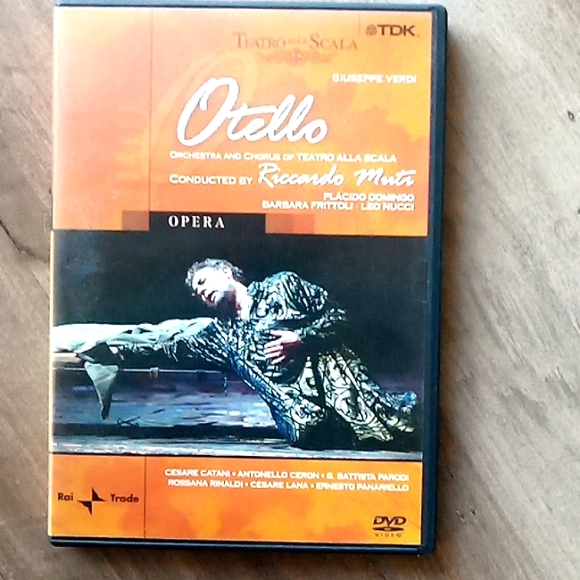 TEATRO ALLA SCALA
TDK
GIUSEPPE VERDI
Otello
ORCHESTRA AND CHORUS OF TEATRO ALLA SCALA
CONDUCTED BY Riccardo Muti
PLÁCIDO DOMINGO
BARBARA FRITTOLI · LEO NUCCI
OPERA
CESARE CATANI • ANTONELLO CERON • G. BATTISTA PARODI
ROSSANA RINALDI • CESARE LANA • ERNESTO PANARIELLO
Rai Trade
DVD
VIDEO